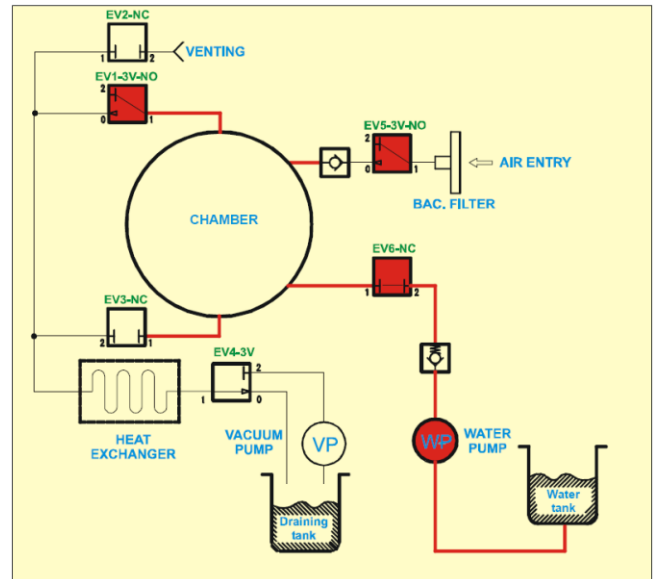 EV2-NC
1
2
VENTING
EV1-3V-NO
2
0
1
EV5-3V-NO
2
0
1
AIR ENTRY
BAC. FILTER
CHAMBER
EV6-NC
1
2
EV3-NC
2
1
EV4-3V
2
1
0
HEAT
EXCHANGER
VACUUM
PUMP
VP
WP
WATER
PUMP
Draining
tank
Water
tank